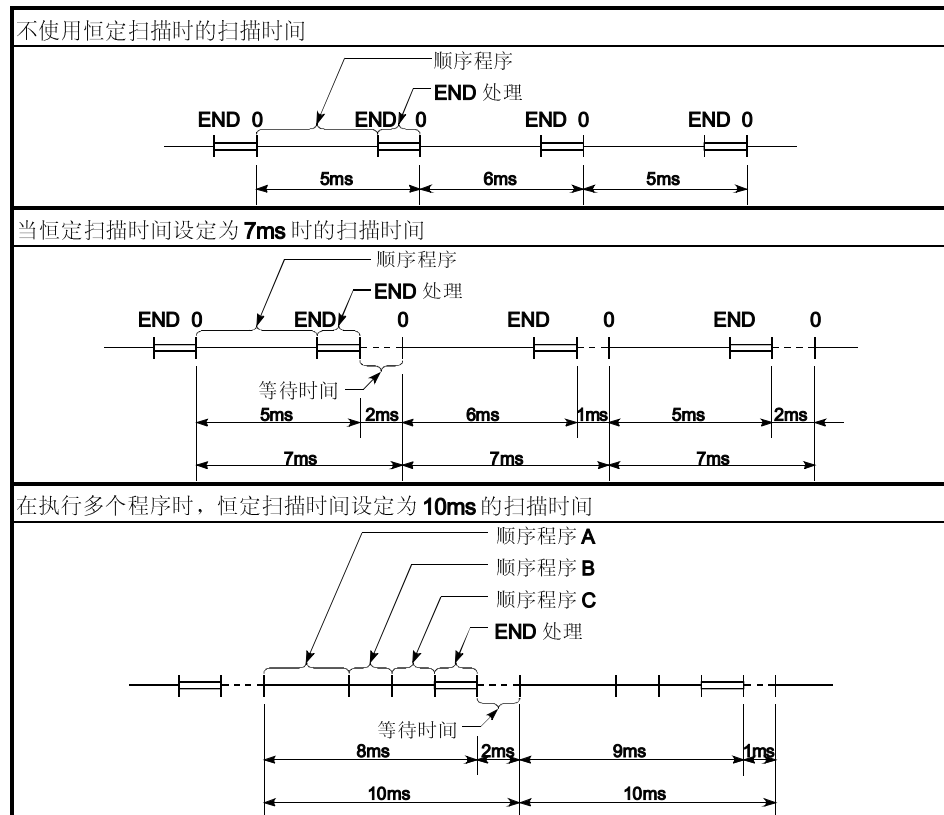 不使用恒定扫描时的扫描时间
顺序程序
END 处理
END 0 END 0 END 0 END 0
5ms 6ms 5ms
当恒定扫描时间设定为 7ms 时的扫描时间
顺序程序
END 处理
END 0 END 0 END 0 END 0
等待时间
5ms 2ms 6ms 1ms 5ms 2ms
7ms 7ms 7ms
在执行多个程序时，恒定扫描时间设定为 10ms 的扫描时间
顺序程序 A
顺序程序 B
顺序程序 C
END 处理
等待时间
8ms 2ms 9ms 1ms
10ms 10ms